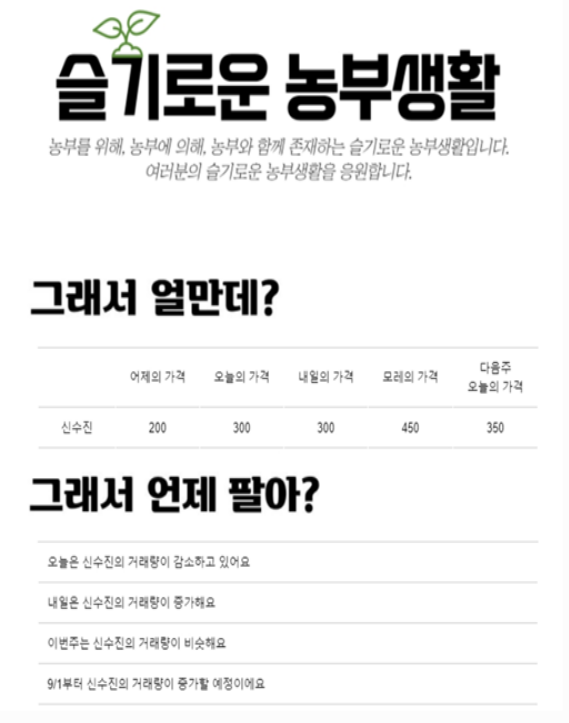 슬기로운 농부생활
농부를 위해, 농부에 의해, 농부와 함께 존재하는 슬기로운 농부생활입니다.
여러분의 슬기로운 농부생활을 응원합니다.
그래서 얼만데?
어제의 가격 오늘의 가격 내일의 가격 모레의 가격 다음주
오늘의 가격
신수진 200 300 300 450 350
그래서 언제 팔아?
오늘은 신수진의 거래량이 감소하고 있어요
내일은 신수진의 거래량이 증가해요
이번주는 신수진의 거래량이 비슷해요
9/1부터 신수진의 거래량이 증가할 예정이에요